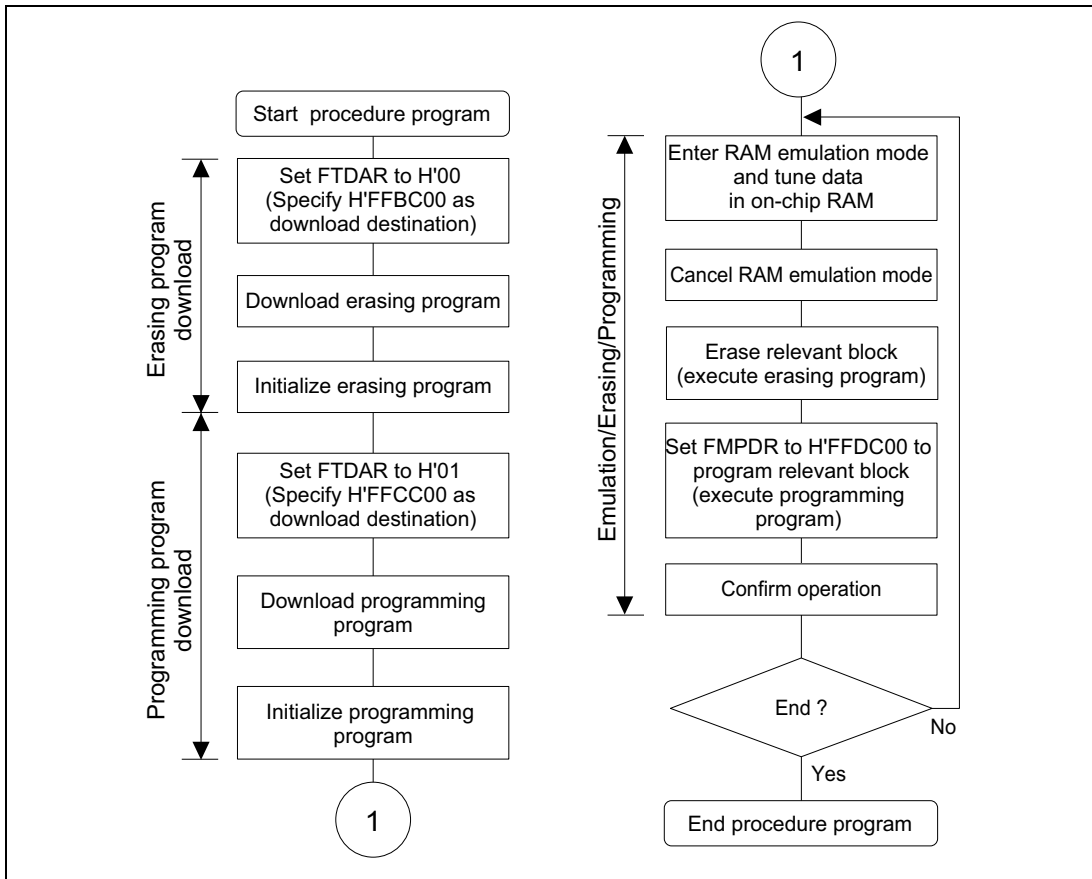 Start procedure program
Erasing program
download
Set FTDAR to H'00
(Specify H'FFBC00 as
download destination)
Download erasing program
Initialize erasing program
Programming program
download
Set FTDAR to H'01
(Specify H'FFCC00 as
download destination)
Download programming
program
Initialize programming
program
1
1
Emulation/Erasing/Programming
Enter RAM emulation mode
and tune data
in on-chip RAM
Cancel RAM emulation mode
Erase relevant block
(execute erasing program)
Set FMPDR to H'FFDC00 to
program relevant block
(execute programming
program)
Confirm operation
End ?
No
Yes
End procedure program